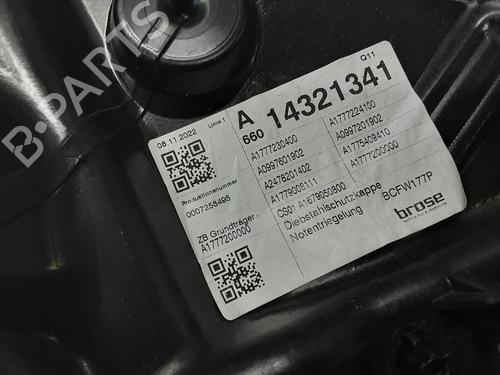 B-PARTS
08.11.2022
Linie 1
A
660
14321341
Q11
Produktionsnummer
0007258495
ZB Grundträger -
A1777200000
A1777230400
A0997601902
A2478201402
A1779008111
CS01 A1679050800
Diebstahlschutzkappe
Notentriegelung
A1777224100
A0997201902
A1775409410
A1777200000
BCFW177P
brose